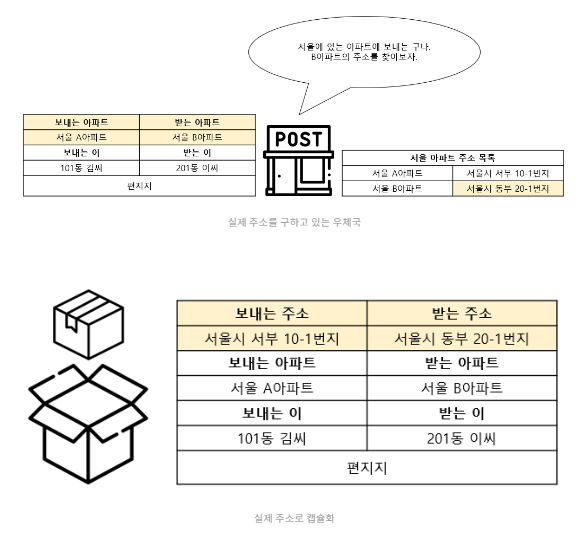 서울에 있는 아파트에 보내는 구나.
B아파트의 주소를 찾아보자.
보내는 아파트 받는 아파트
서울 A아파트 서울 B아파트
보내는 이 받는 이
101동 김씨 201동 이씨
편지지
POST
서울 아파트 주소 목록
서울 A아파트 서울시 서부 10-1번지
서울 B아파트 서울시 동부 20-1번지
실제 주소를 구하고 있는 우체국
보내는 주소 받는 주소
서울시 서부 10-1번지 서울시 동부 20-1번지
보내는 아파트 받는 아파트
서울 A아파트 서울 B아파트
보내는 이 받는 이
101동 김씨 201동 이씨
편지지
실제 주소로 캡슐화